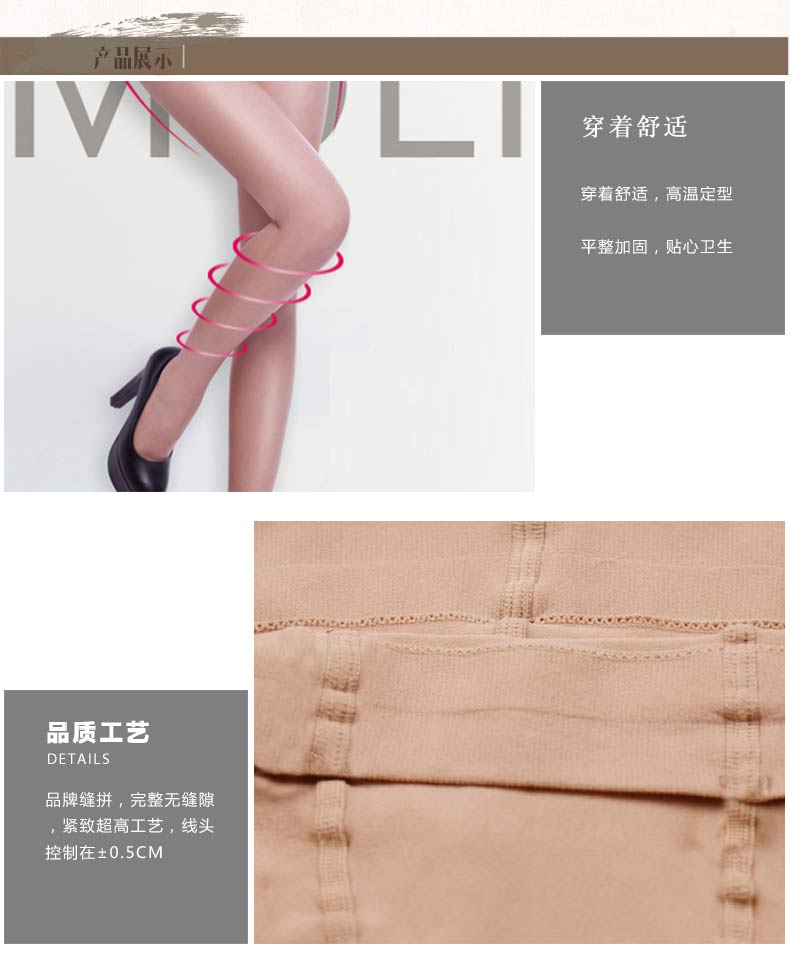 产品展示
穿着舒适
穿着舒适，高温定型
平整加固，贴心卫生
品质工艺
DETAILS
品牌缝拼，完整无缝隙
，紧致超高工艺，线头
控制在±0.5CM